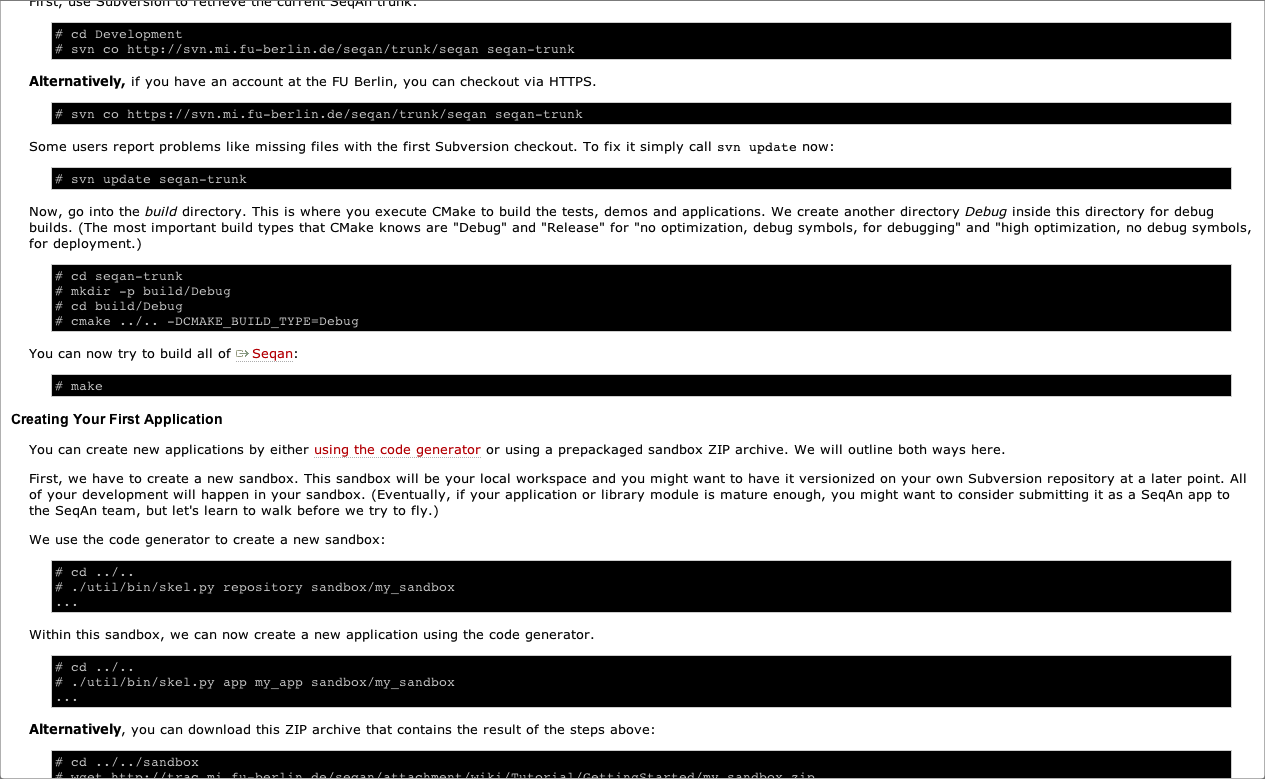 First, use Subversion to retrieve the current SeqAn trunk.
# cd Development
# svn co http://svn.mi.fu-berlin.de/seqan/trunk/seqan seqan-trunk
Alternatively, if you have an account at the FU Berlin, you can checkout via HTTPS.
# svn co https://svn.mi.fu-berlin.de/seqan/trunk/seqan seqan-trunk
Some users report problems like missing files with the first Subversion checkout. To fix it simply call svn update now:
# svn update seqan-trunk
Now, go into the build directory. This is where you execute CMake to build the tests, demos and applications. We create another directory Debug inside this directory for debug
builds. (The most important build types that CMake knows are "Debug" and "Release" for "no optimization, debug symbols, for debugging" and "high optimization, no debug symbols,
for deployment.)
# cd seqan-trunk
# mkdir -p build/Debug
# cd build/Debug
# cmake ../.. -DCMAKE_BUILD_TYPE=Debug
You can now try to build all of Seqan:
# make
Creating Your First Application
You can create new applications by either using the code generator or using a prepackaged sandbox ZIP archive. We will outline both ways here.
First, we have to create a new sandbox. This sandbox will be your local workspace and you might want to have it versionized on your own Subversion repository at a later point. All
of your development will happen in your sandbox. (Eventually, if your application or library module is mature enough, you might want to consider submitting it as a SeqAn app to
the SeqAn team, but let's learn to walk before we try to fly.)
We use the code generator to create a new sandbox:
# cd ../..
# ./util/bin/skel.py repository sandbox/my_sandbox
...
Within this sandbox, we can now create a new application using the code generator.
# cd ../..
# ./util/bin/skel.py app my_app sandbox/my_sandbox
...
Alternatively, you can download this ZIP archive that contains the result of the steps above:
# cd ../../sandbox
# wget http://trac.mi.fu-berlin.de/seqan/attachment/wiki/Tutorial/GettingStarted/my_sandbox.zip